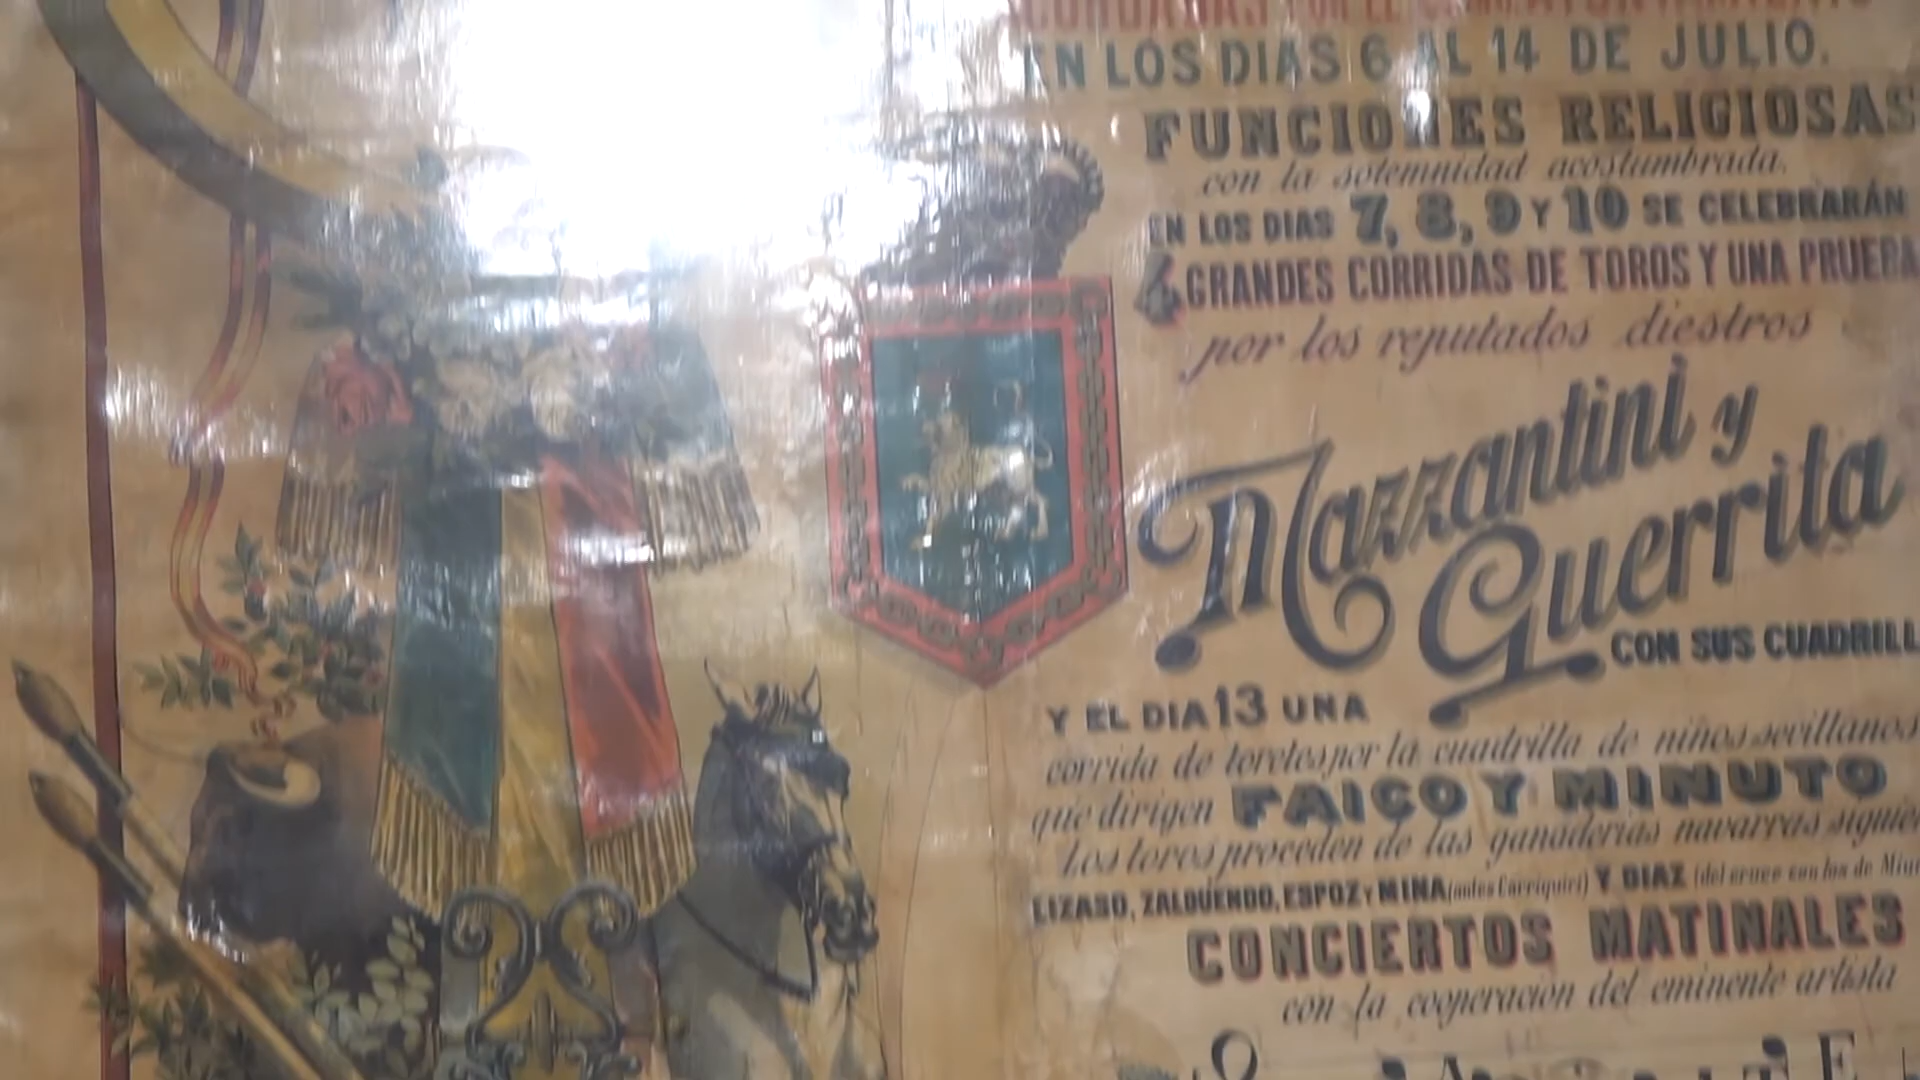 EN LOS DIAS 6 AL 14 DE JULIO.
FUNCIONES RELIGIOSAS
con la solemnidad acostumbrada.
EN LOS DIAS 7, 8, 9 Y 10 SE CELEBRARÁN
4 GRANDES CORRIDAS DE TOROS Y UNA PRUEBA
por los reputados diestros
Mazzantini y
Guerrita
CON SUS CUADRILL
Y EL DIA 13 UNA
corrida de toretes por la cuadrilla de niños sevillanos
que dirigen FAICO Y MINUTO
Los toros proceden de las ganaderias navarras
LIZASO, ZALDUENDO, ESPOZ Y MINA (antes Carriquiri) Y DIAZ (del cruce con los de
CONCIERTOS MATINALES
con la cooperacion del eminente artista